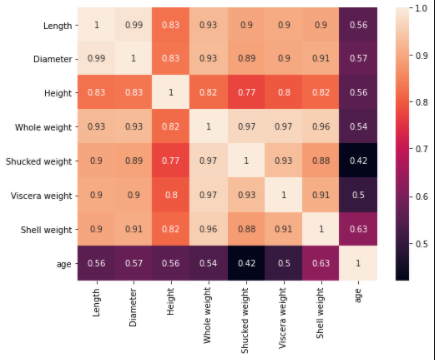 Length 1 0.99 0.83 0.93 0.9 0.9 0.9 0.56
Diameter 0.99 1 0.83 0.93 0.89 0.9 0.91 0.57
Height 0.83 0.83 1 0.82 0.77 0.8 0.82 0.56
Whole weight 0.93 0.93 0.82 1 0.97 0.97 0.96 0.54
Shucked weight 0.9 0.89 0.77 0.97 1 0.93 0.88 0.42
Viscera weight 0.9 0.9 0.8 0.97 0.93 1 0.91 0.5
Shell weight 0.9 0.91 0.82 0.96 0.88 0.91 1 0.63
age 0.56 0.57 0.56 0.54 0.42 0.5 0.63 1
Length
Diameter
Height
Whole weight
Shucked weight
Viscera weight
Shell weight
age
1.0
0.9
0.8
0.7
0.6
0.5